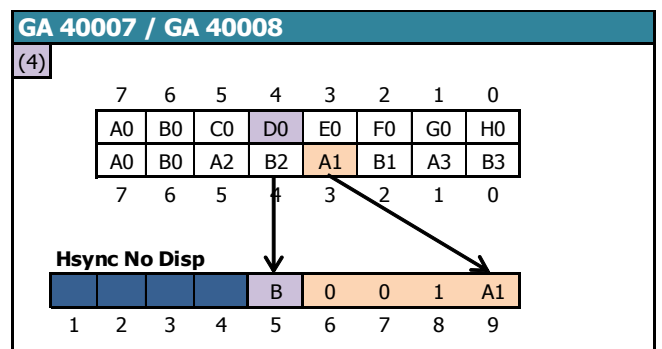 GA 40007 / GA 40008
(4)
7 6 5 4 3 2 1 0
A0 B0 C0 D0 E0 F0 G0 H0
A0 B0 A2 B2 A1 B1 A3 B3
7 6 5 4 3 2 1 0
Hsync No Disp
B 0 0 1 A1
1 2 3 4 5 6 7 8 9